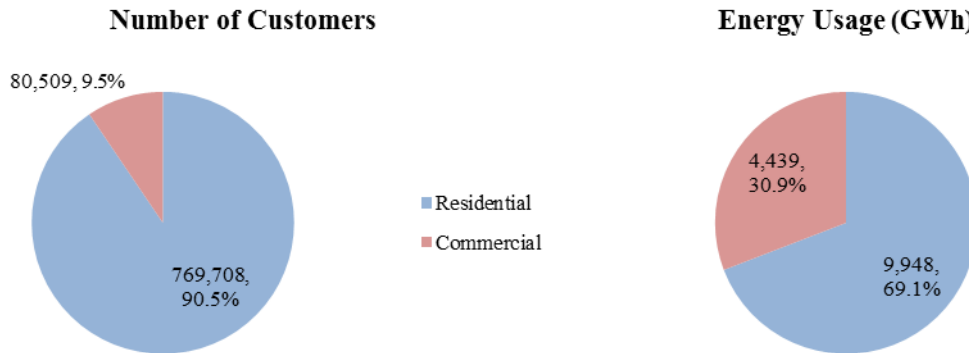 Number of Customers
80,509, 9.5%
769,708,
90.5%
Residential
Commercial
Energy Usage (GWh)
4,439,
30.9%
9,948,
69.1%